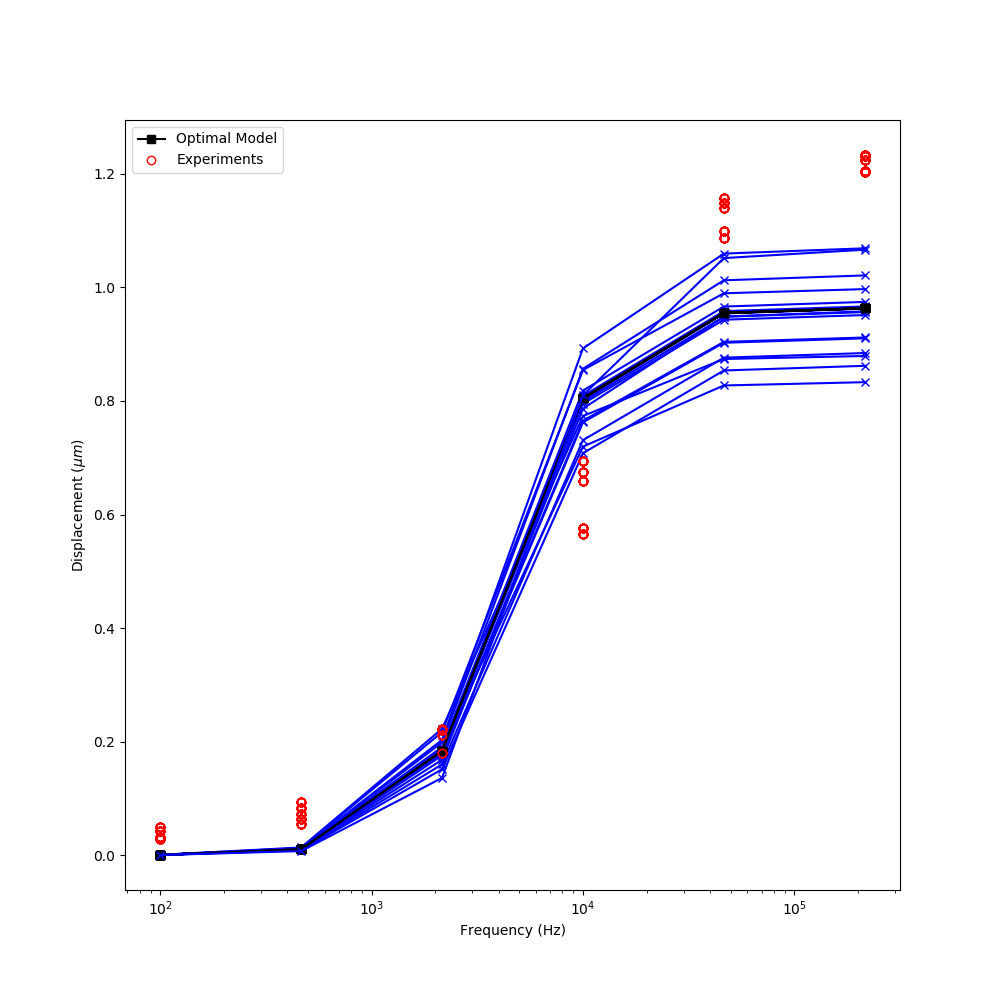 Optimal Model
Experiments
1.2
1.0
0.8
0.6
0.4
0.2
0.0
Displacement (μm)
10²
10³
10⁴
10⁵
Frequency (Hz)